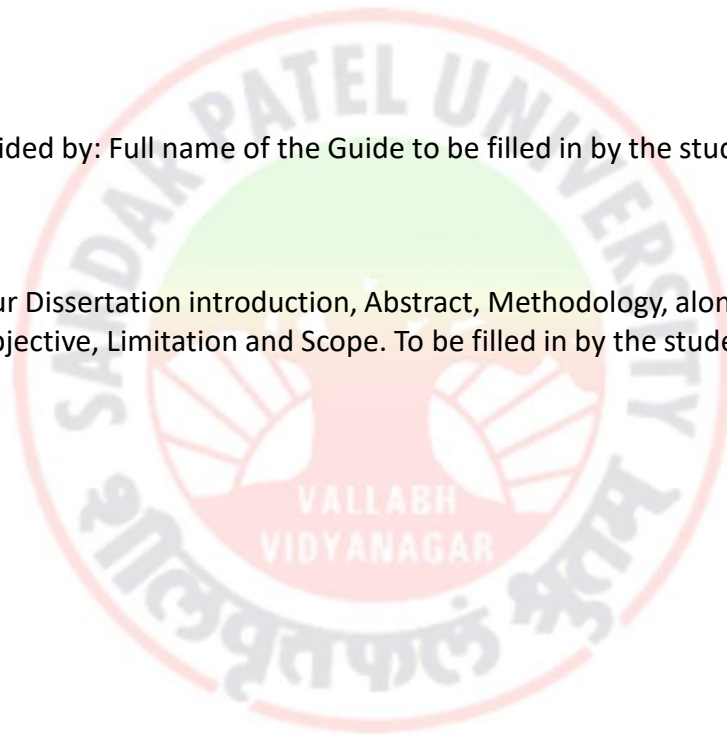 ided by: Full name of the Guide to be filled in by the stud
ur Dissertation introduction, Abstract, Methodology, alon
bjective, Limitation and Scope. To be filled in by the stude
SARDAR PATEL UNIVERSITY
VALLABH
VIDYANAGAR
शीलवृतफलं श्रुतम्